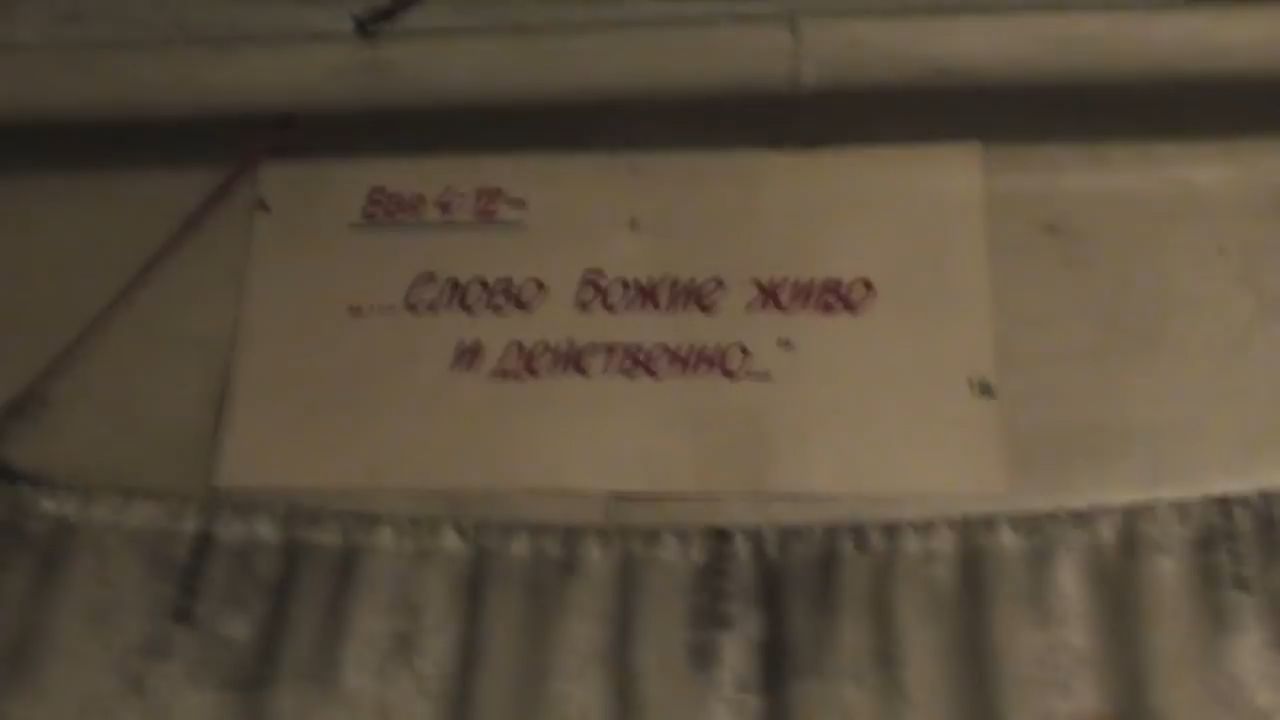 Евр 4:12
"...Слово Божие живо
и действенно..."